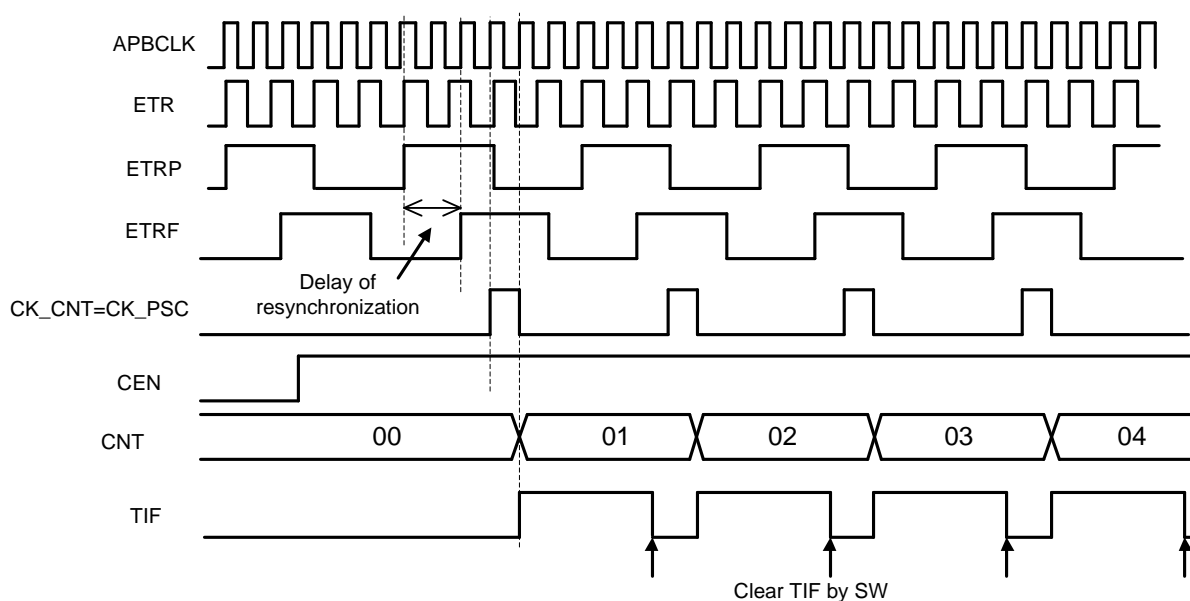 APBCLK
ETR
ETRP
ETRF
Delay of
resynchronization
CK_CNT=CK_PSC
CEN
CNT 00 01 02 03 04
TIF
Clear TIF by SW